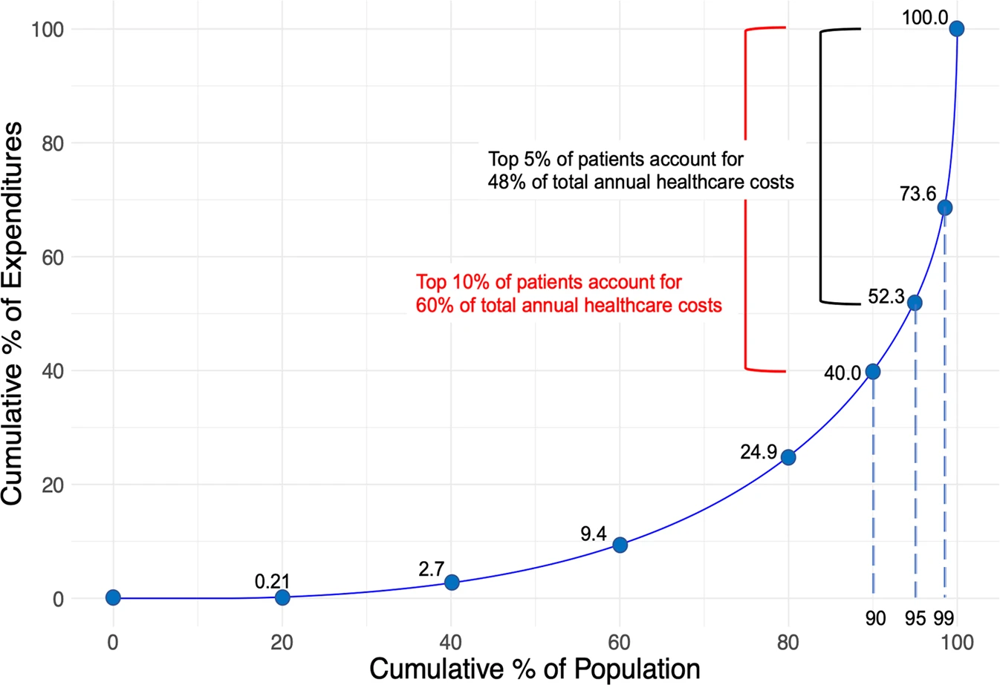 100.0
100
80
Top 5% of patients account for
48% of total annual healthcare costs
73.6
60
Top 10% of patients account for
60% of total annual healthcare costs
52.3
40
40.0
24.9
20
9.4
2.7
0.21
0
90 95 99
0 20 40 60 80 100
Cumulative % of Population
Cumulative % of Expenditures